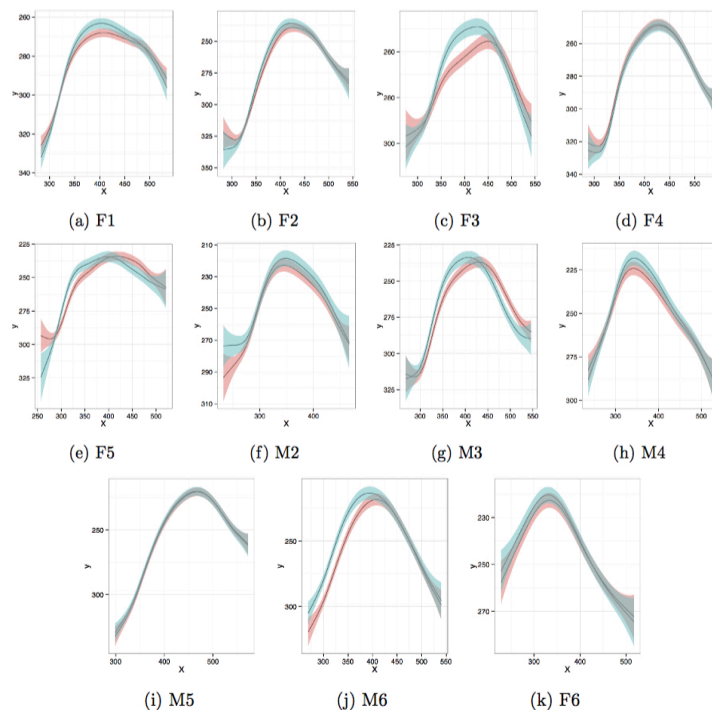 260
280
300
320
340
y
300 350 400 450 500
X
(a) F1
250
275
300
325
350
y
300 350 400 450 500 550
X
(b) F2
260
280
300
y
300 350 400 450 500 550
X
(c) F3
260
280
300
320
340
y
300 350 400 450 500
X
(d) F4
225
250
275
300
325
y
250 300 350 400 450 500
X
(e) F5
210
230
250
270
290
310
y
300 400
X
(f) M2
225
250
275
300
325
y
300 350 400 450 500 550
X
(g) M3
225
250
275
300
y
300 400 500
X
(h) M4
250
300
y
300 400 500
X
(i) M5
250
300
y
300 350 400 450 500 550
X
(j) M6
230
250
270
y
300 400 500
X
(k) F6